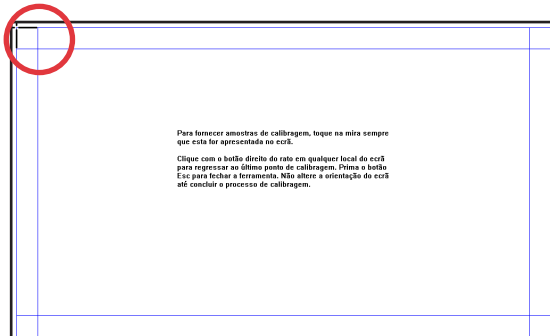 Para fornecer amostras de calibragem, toque na mira sempre
que esta for apresentada no ecrã.
Clique com o botão direito do rato em qualquer local do ecrã
para regressar ao último ponto de calibragem. Prima o botão
Esc para fechar a ferramenta. Não altere a orientação do ecrã
até concluir o processo de calibragem.